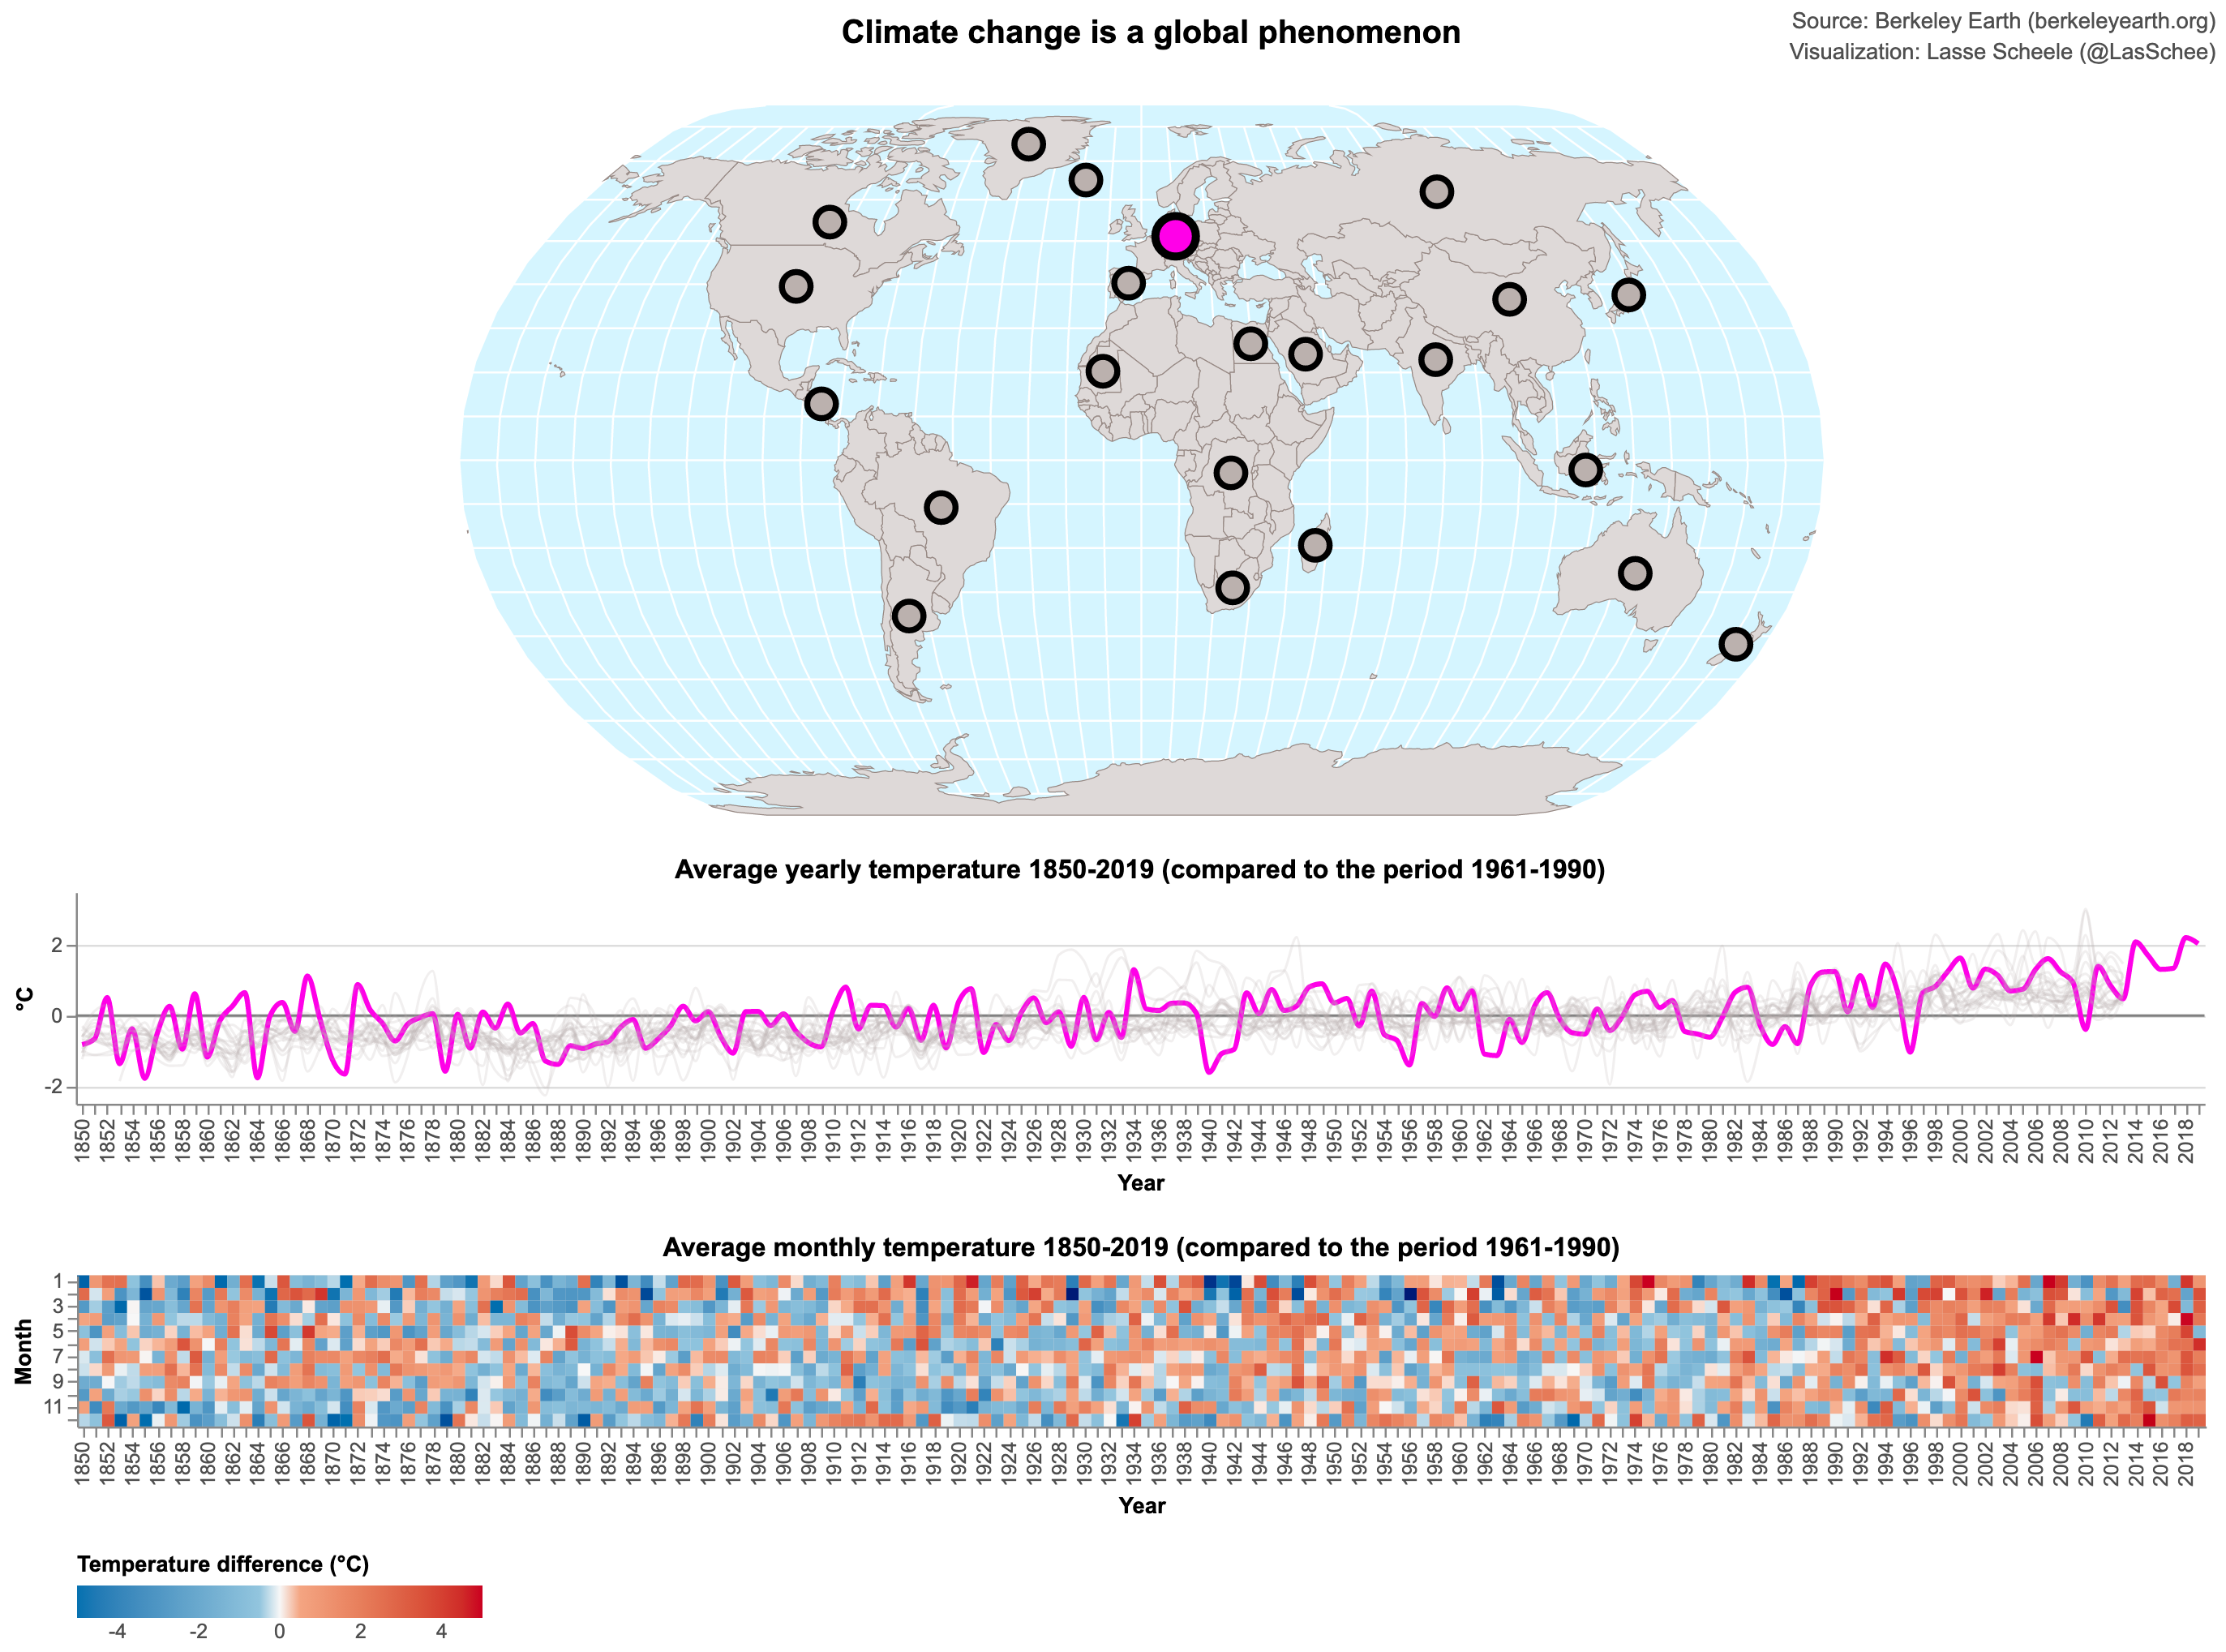 Climate change is a global phenomenon
Source: Berkeley Earth (berkeleyearth.org)
Visualization: Lasse Scheele (@LasSchee)
Average yearly temperature 1850-2019 (compared to the period 1961-1990)
2
0
-2
°C
1850 1852 1854 1856 1858 1860 1862 1864 1866 1868 1870 1872 1874 1876 1878 1880 1882 1884 1886 1888 1890 1892 1894 1896 1898 1900 1902 1904 1906 1908 1910 1912 1914 1916 1918 1920 1922 1924 1926 1928 1930 1932 1934 1936 1938 1940 1942 1944 1946 1948 1950 1952 1954 1956 1958 1960 1962 1964 1966 1968 1970 1972 1974 1976 1978 1980 1982 1984 1986 1988 1990 1992 1994 1996 1998 2000 2002 2004 2006 2008 2010 2012 2014 2016 2018
Year
Average monthly temperature 1850-2019 (compared to the period 1961-1990)
1
3
5
7
9
11
Month
1850 1852 1854 1856 1858 1860 1862 1864 1866 1868 1870 1872 1874 1876 1878 1880 1882 1884 1886 1888 1890 1892 1894 1896 1898 1900 1902 1904 1906 1908 1910 1912 1914 1916 1918 1920 1922 1924 1926 1928 1930 1932 1934 1936 1938 1940 1942 1944 1946 1948 1950 1952 1954 1956 1958 1960 1962 1964 1966 1968 1970 1972 1974 1976 1978 1980 1982 1984 1986 1988 1990 1992 1994 1996 1998 2000 2002 2004 2006 2008 2010 2012 2014 2016 2018
Year
Temperature difference (°C)
-4 -2 0 2 4